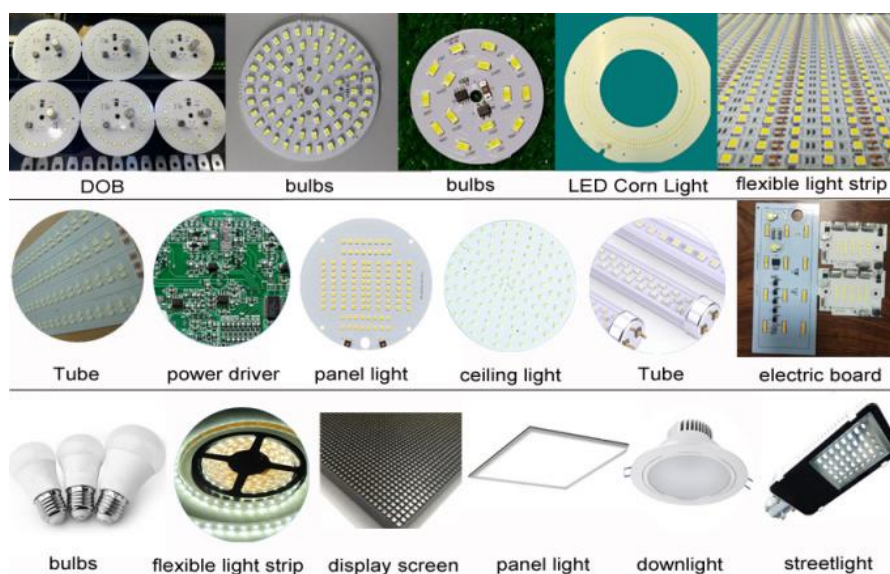 DOB bulbs bulbs LED Corn Light flexible light strip
Tube power driver panel light ceiling light Tube electric board
bulbs flexible light strip display screen panel light downlight streetlight